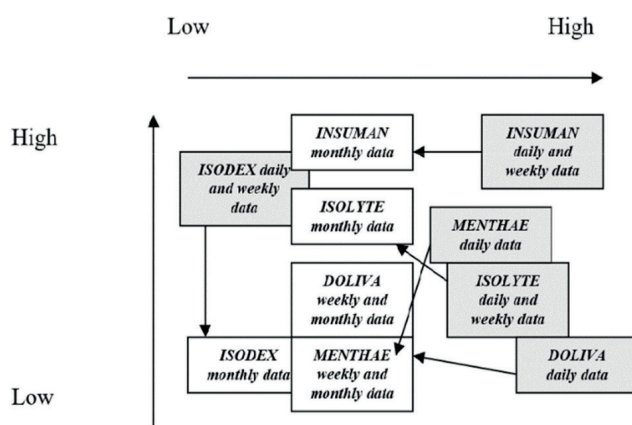 Low
High
High
INSUMAN
monthly data
INSUMAN
daily and
weekly data
ISODEX daily
and weekly
data
ISOLYTE
monthly data
MENTHAE
daily data
DOLIVA
weekly and
monthly data
ISOLYTE
daily and
weekly data
ISODEX
monthly data
MENTHAE
weekly and
monthly data
DOLIVA
daily data
Low